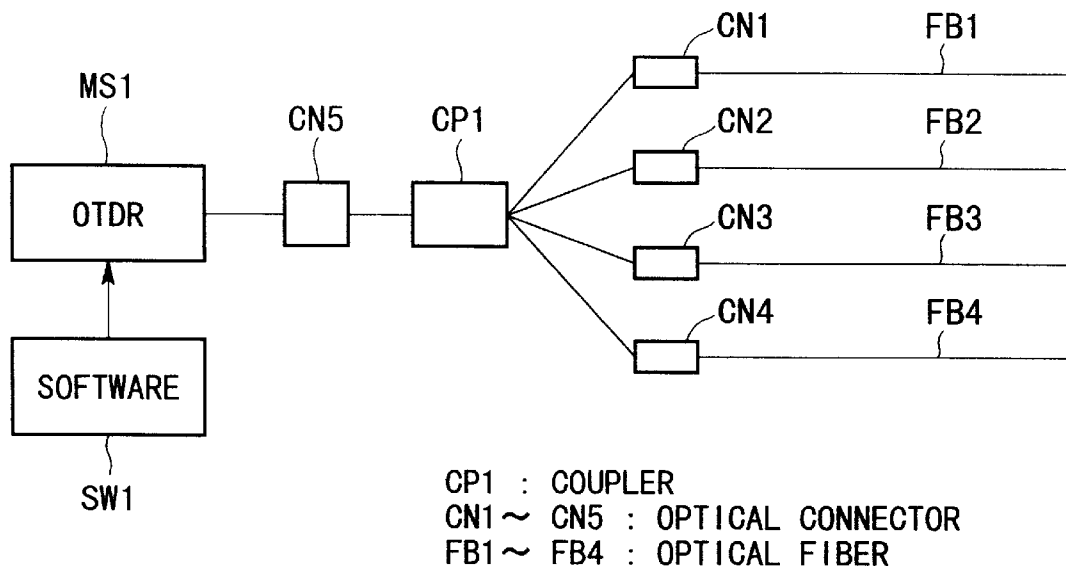 CN1
FB1
MS1
CN5
CP1
CN2
FB2
OTDR
CN3
FB3
CN4
FB4
SOFTWARE
SW1
CP1 : COUPLER
CN1～ CN5 : OPTICAL CONNECTOR
FB1～ FB4 : OPTICAL FIBER